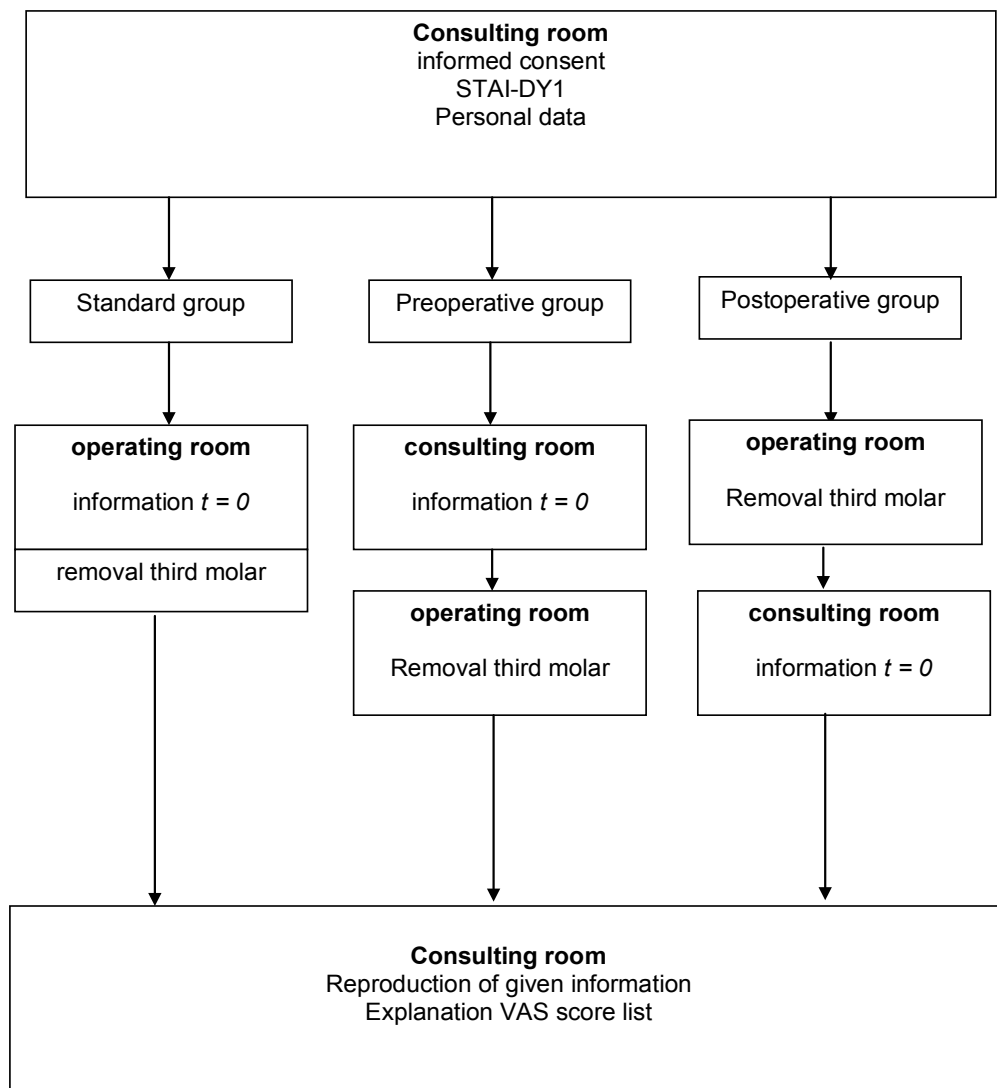 Consulting room
informed consent
STAI-DY1
Personal data
Standard group
Preoperative group
Postoperative group
operating room
information t = 0
removal third molar
consulting room
information t = 0
operating room
Removal third molar
operating room
Removal third molar
consulting room
information t = 0
Consulting room
Reproduction of given information
Explanation VAS score list